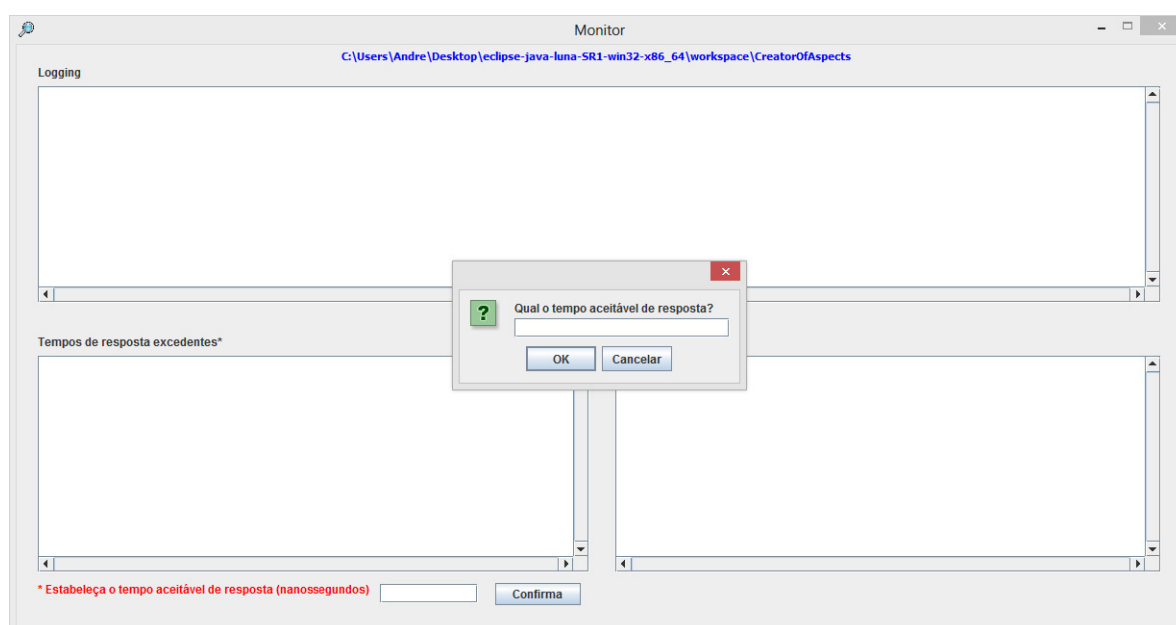 Monitor
C:\Users\Andre\Desktop\eclipse-java-luna-SR1-win32-x86_64\workspace\CreatorOfAspects
Logging
Qual o tempo aceitável de resposta?
OK
Cancelar
Tempos de resposta excedentes*
* Estabeleça o tempo aceitável de resposta (nanossegundos)
Confirma